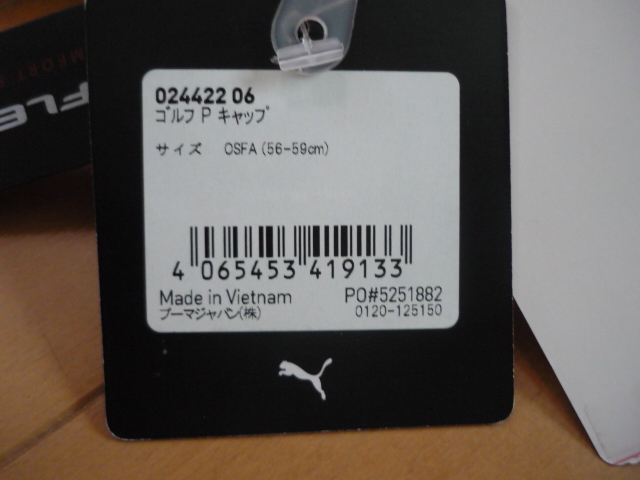 024422 06
ゴルフ P キャップ
サイズ OSFA (56-59cm)
4 065453 419133
Made in Vietnam PO#5251882
プーマジャパン(株) 0120-125150
FLE